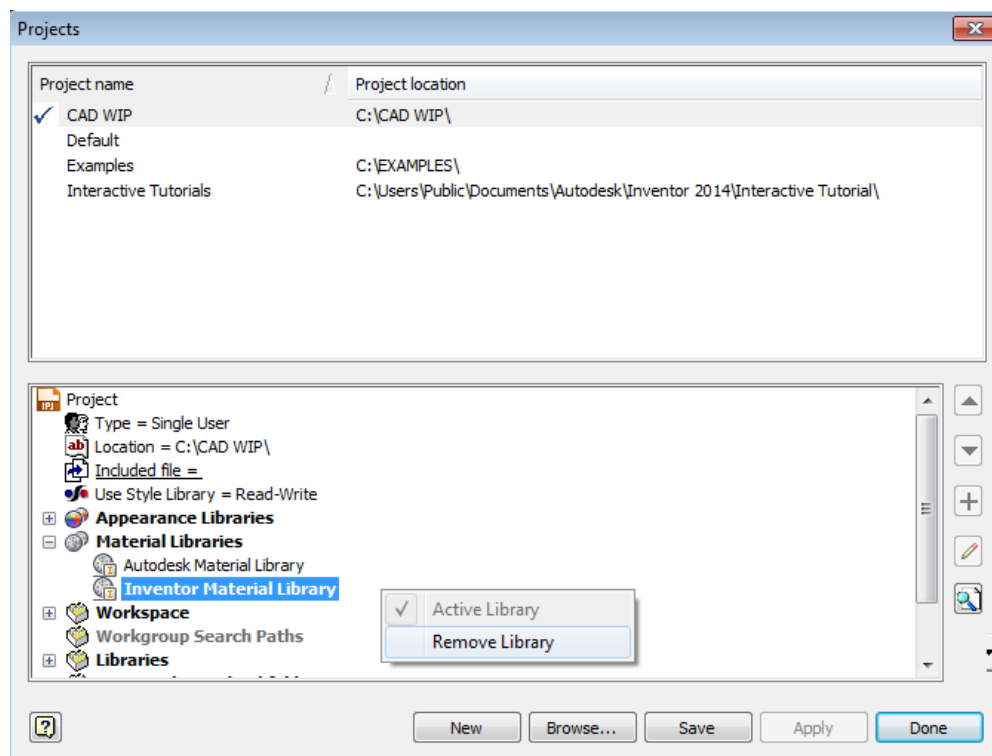 Projects
Project name / Project location
CAD WIP C:\CAD WIP\
Default
Examples C:\EXAMPLES\
Interactive Tutorials C:\Users\Public\Documents\Autodesk\Inventor 2014\Interactive Tutorial\
IPJ Project
Type = Single User
ab Location = C:\CAD WIP\
Included file =
Use Style Library = Read-Write
Appearance Libraries
Material Libraries
Autodesk Material Library
Inventor Material Library
Active Library
Workspace
Workgroup Search Paths
Remove Library
Libraries
New Browse... Save Apply Done